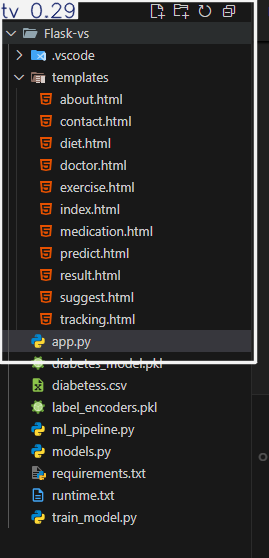 tv 0.29
Flask-vs
.vscode
templates
about.html
contact.html
diet.html
doctor.html
exercise.html
index.html
medication.html
predict.html
result.html
suggest.html
tracking.html
app.py
diabetes_model.pkl
diabetess.csv
label_encoders.pkl
ml_pipeline.py
models.py
requirements.txt
runtime.txt
train_model.py